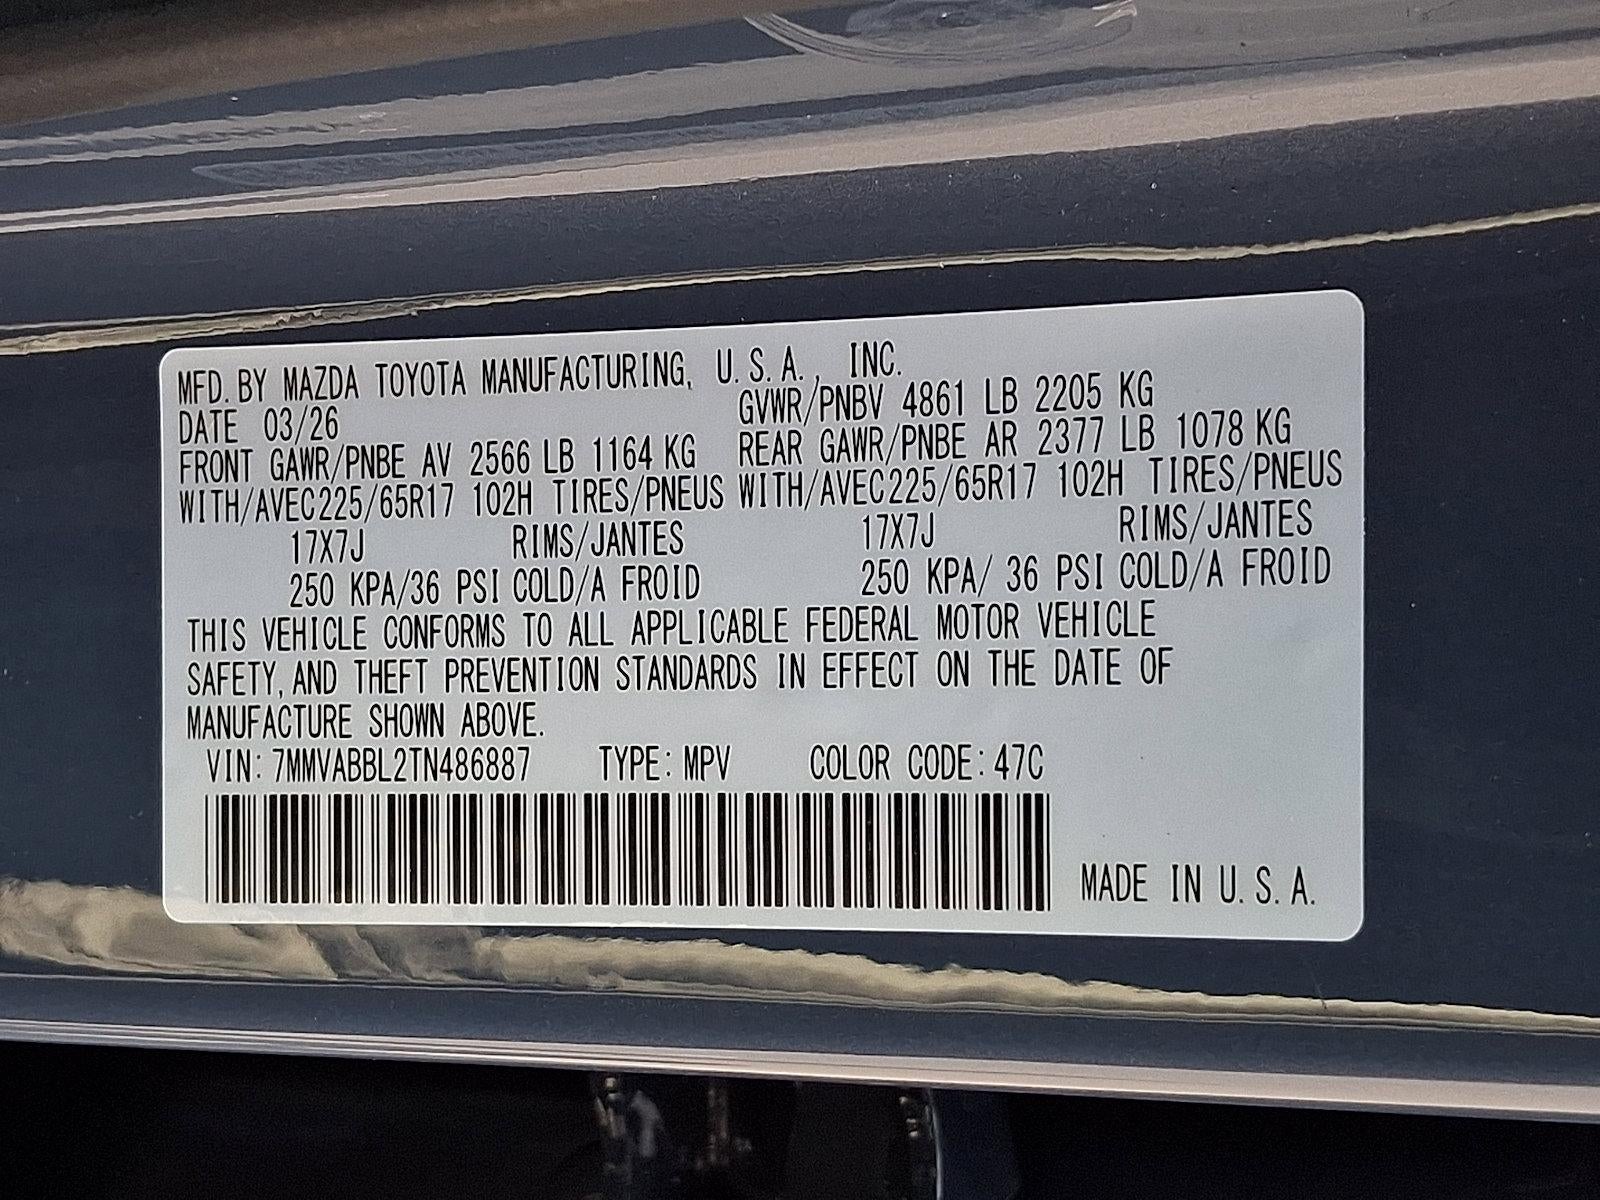 MFD. BY MAZDA TOYOTA MANUFACTURING, U.S.A., INC.
DATE 03/26 GVWR/PNBV 4861 LB 2205 KG
FRONT GAWR/PNBE AV 2566 LB 1164 KG REAR GAWR/PNBE AR 2377 LB 1078 KG
WITH/AVEC225/65R17 102H TIRES/PNEUS WITH/AVEC225/65R17 102H TIRES/PNEUS
17X7J RIMS/JANTES 17X7J RIMS/JANTES
250 KPA/36 PSI COLD/A FROID 250 KPA/ 36 PSI COLD/A FROID
THIS VEHICLE CONFORMS TO ALL APPLICABLE FEDERAL MOTOR VEHICLE
SAFETY, AND THEFT PREVENTION STANDARDS IN EFFECT ON THE DATE OF
MANUFACTURE SHOWN ABOVE.
VIN: 7MMVABBL2TN486887 TYPE: MPV COLOR CODE: 47C
MADE IN U.S.A.